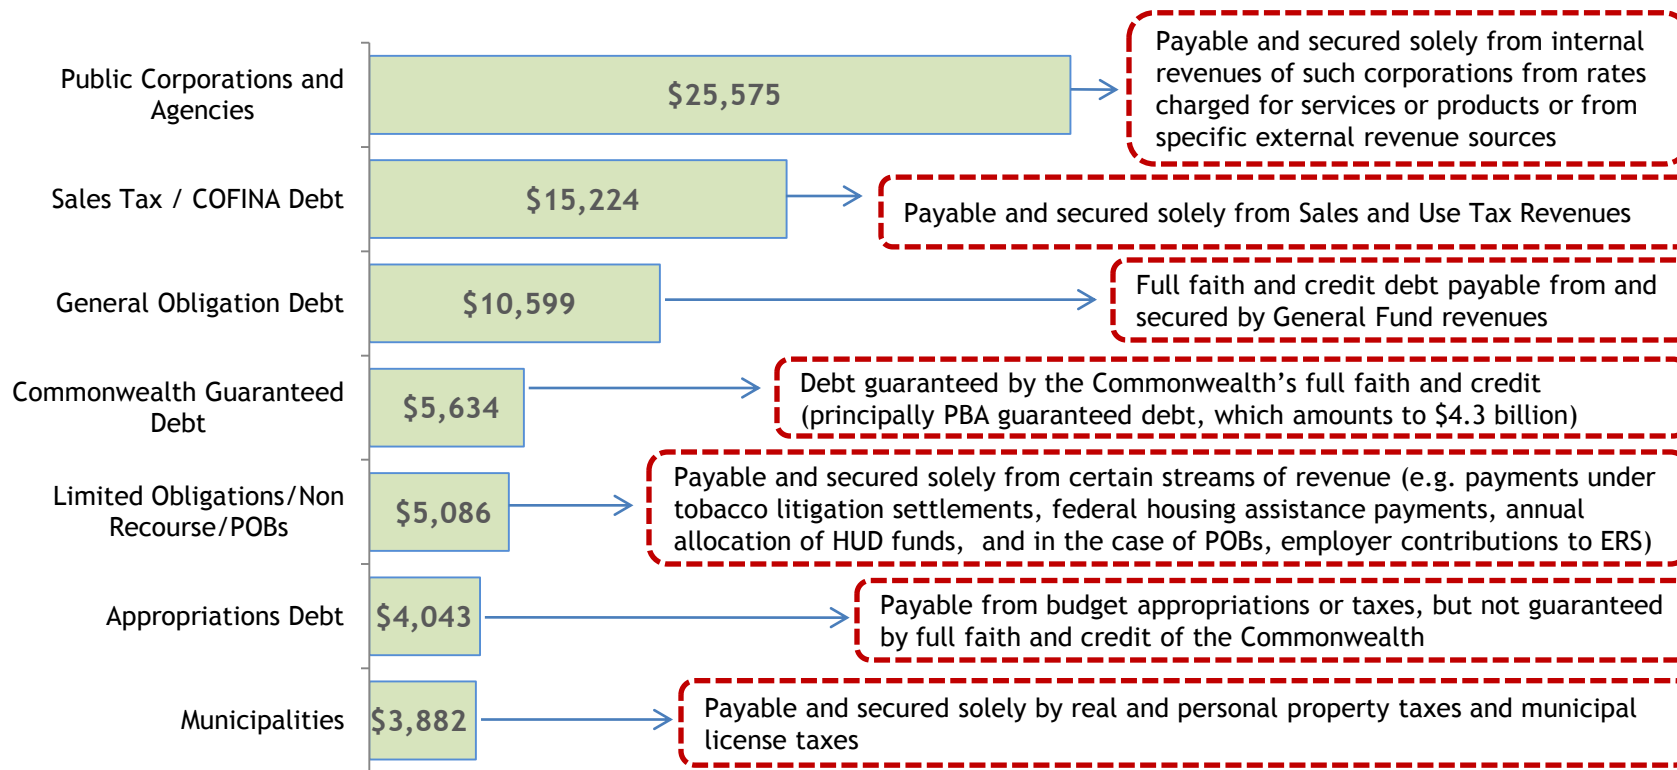 Public Corporations and
Agencies
$25,575
Payable and secured solely from internal
revenues of such corporations from rates
charged for services or products or from
specific external revenue sources
Sales Tax / COFINA Debt
$15,224
Payable and secured solely from Sales and Use Tax Revenues
General Obligation Debt
$10,599
Full faith and credit debt payable from and
secured by General Fund revenues
Commonwealth Guaranteed
Debt
$5,634
Debt guaranteed by the Commonwealth’s full faith and credit
(principally PBA guaranteed debt, which amounts to $4.3 billion)
Limited Obligations/Non
Recourse/POBs
$5,086
Payable and secured solely from certain streams of revenue (e.g. payments under
tobacco litigation settlements, federal housing assistance payments, annual
allocation of HUD funds,  and in the case of POBs, employer contributions to ERS)
Appropriations Debt
$4,043
Payable from budget appropriations or taxes, but not guaranteed
by full faith and credit of the Commonwealth
Municipalities
$3,882
Payable and secured solely by real and personal property taxes and municipal
license taxes